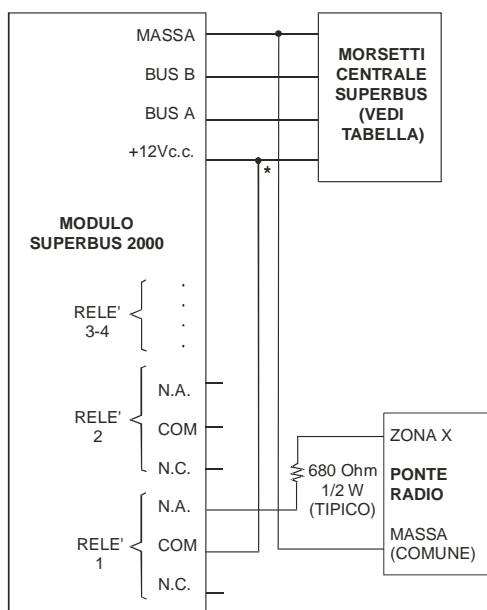 MASSA
BUS B
BUS A
+12Vc.c.
*
MORSETTI
CENTRALE
SUPERBUS
(VEDI
TABELLA)
MODULO
SUPERBUS 2000
RELE'
3-4
RELE'
2
N.A.
COM
N.C.
RELE'
1
N.A.
COM
N.C.
680 Ohm
1/2 W
(TIPICO)
ZONA X
PONTE
RADIO
MASSA
(COMUNE)